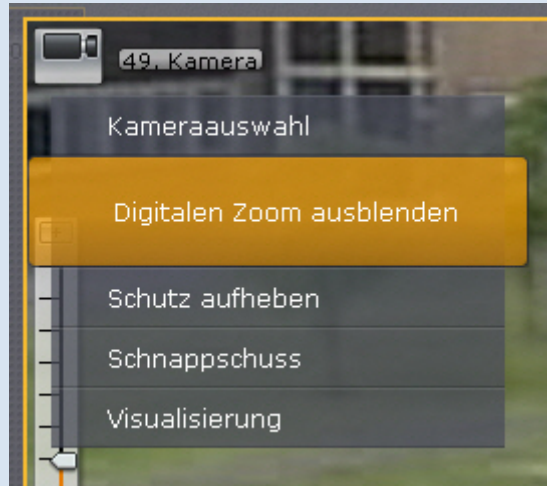 49. Kamera
Kameraauswahl
Digitalen Zoom ausblenden
Schutz aufheben
Schnappschuss
Visualisierung